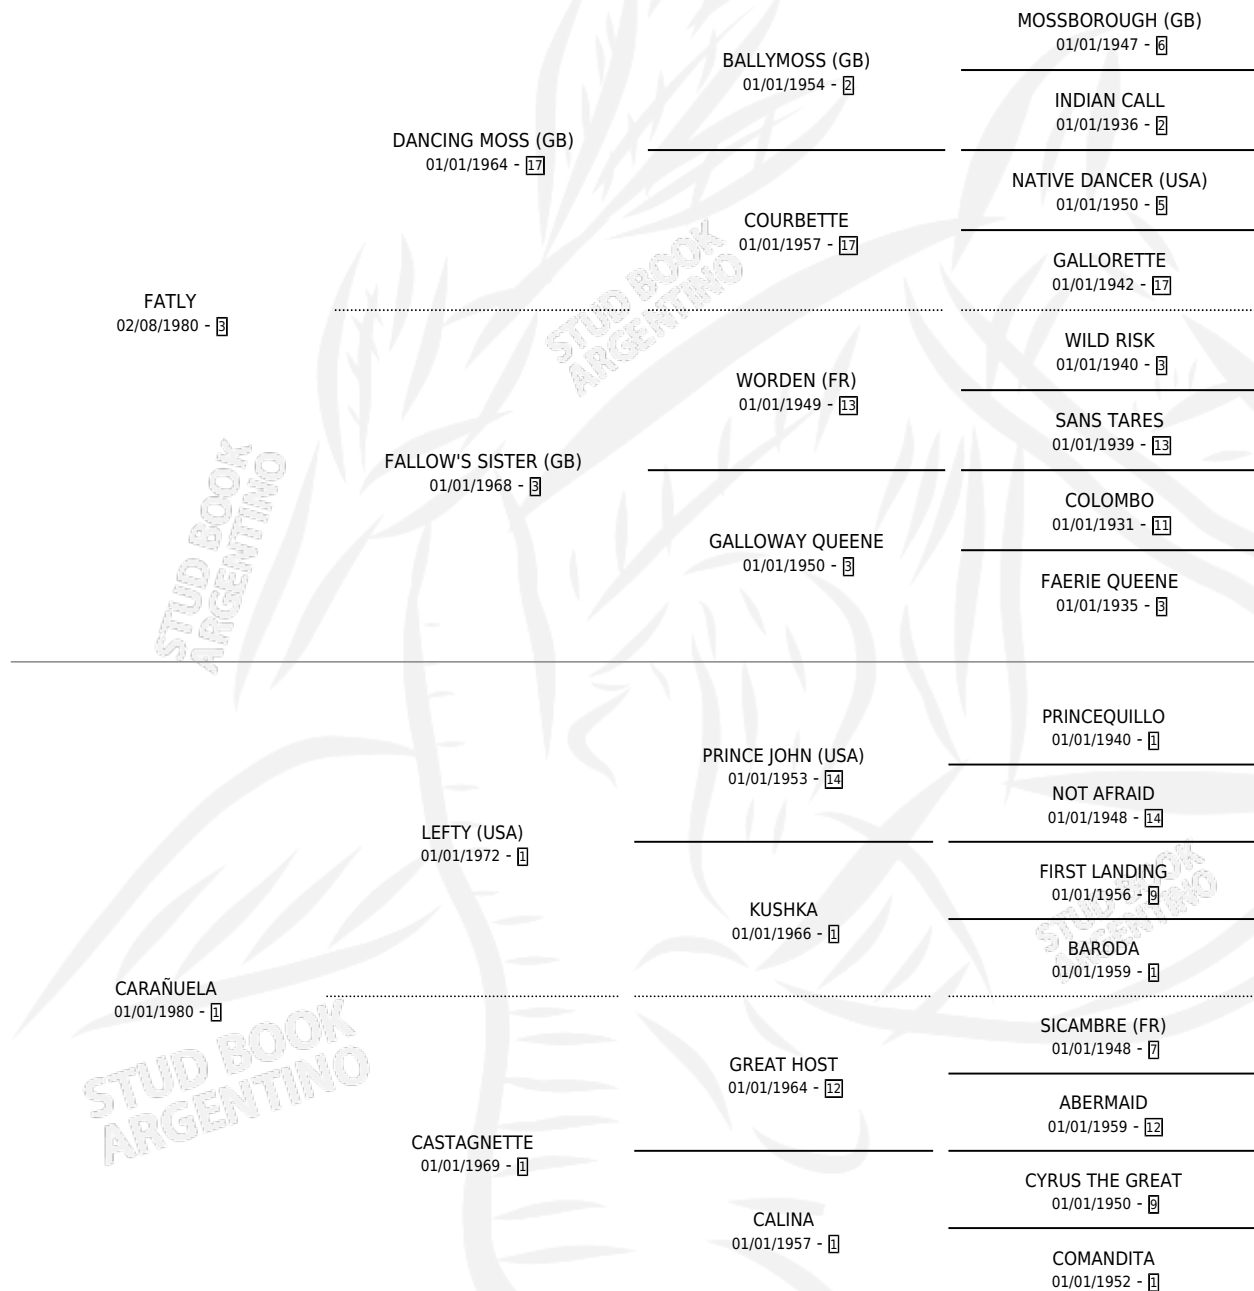 MOSSBOROUGH (GB)
01/01/1947 - 6
BALLYMOSS (GB)
01/01/1954 - 2
INDIAN CALL
01/01/1936 - 2
DANCING MOSS (GB)
01/01/1964 - 17
NATIVE DANCER (USA)
01/01/1950 - 5
COURBETTE
01/01/1957 - 17
GALLORETTE
01/01/1942 - 17
FATLY
02/08/1980 - 3
WILD RISK
01/01/1940 - 3
WORDEN (FR)
01/01/1949 - 13
SANS TARES
01/01/1939 - 13
FALLOW'S SISTER (GB)
01/01/1968 - 3
COLOMBO
01/01/1931 - 11
GALLOWAY QUEENE
01/01/1950 - 3
FAERIE QUEENE
01/01/1935 - 3
STUD BOOK
ARGENTINO
STUD BOOK
ARGENTINO
PRINCEQUILLO
01/01/1940 - 1
PRINCE JOHN (USA)
01/01/1953 - 14
NOT AFRAID
01/01/1948 - 14
LEFTY (USA)
01/01/1972 - 1
FIRST LANDING
01/01/1956 - 9
KUSHKA
01/01/1966 - 1
BARODA
01/01/1959 - 1
CARAÑUELA
01/01/1980 - 1
SICAMBRE (FR)
01/01/1948 - 7
GREAT HOST
01/01/1964 - 12
ABERMAID
01/01/1959 - 12
CASTAGNETTE
01/01/1969 - 1
CYRUS THE GREAT
01/01/1950 - 9
CALINA
01/01/1957 - 1
COMANDITA
01/01/1952 - 1
STUD BOOK
ARGENTINO
STUD BOOK
ARGENTINO